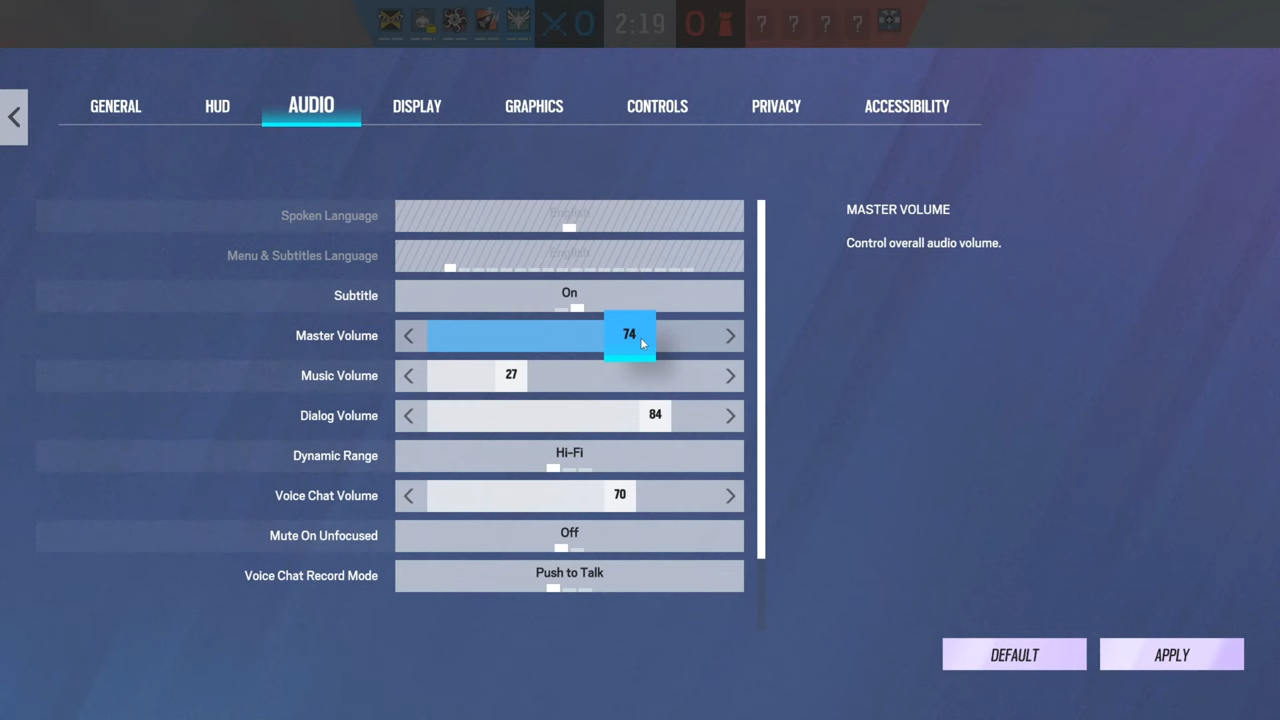 0 2:19 0 ? ? ? ?
GENERAL HUD AUDIO DISPLAY GRAPHICS CONTROLS PRIVACY ACCESSIBILITY
Spoken Language English
MASTER VOLUME
Control overall audio volume.
Menu & Subtitles Language English
Subtitle On
Master Volume 74
Music Volume 27
Dialog Volume 84
Dynamic Range Hi-Fi
Voice Chat Volume 70
Mute On Unfocused Off
Voice Chat Record Mode Push to Talk
DEFAULT APPLY